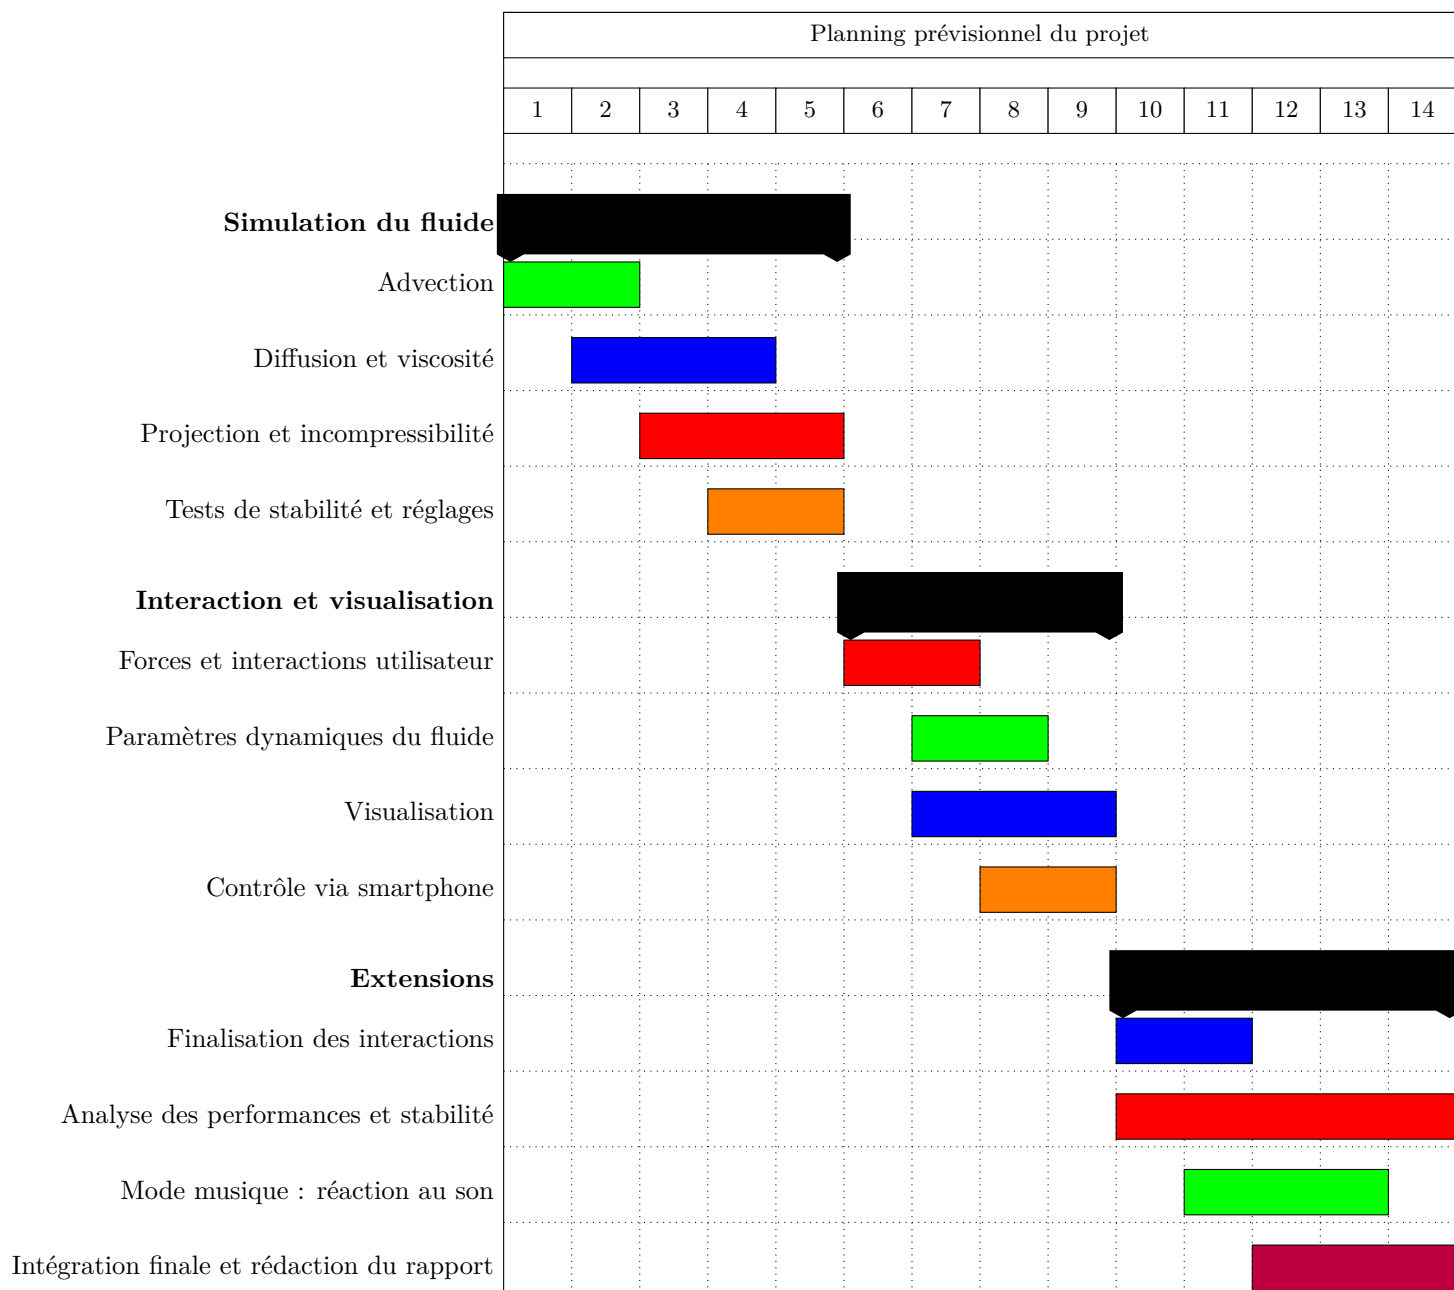 Planning prévisionnel du projet
1 2 3 4 5 6 7 8 9 10 11 12 13 14
Simulation du fluide
Advection
Diffusion et viscosité
Projection et incompressibilité
Tests de stabilité et réglages
Interaction et visualisation
Forces et interactions utilisateur
Paramètres dynamiques du fluide
Visualisation
Contrôle via smartphone
Extensions
Finalisation des interactions
Analyse des performances et stabilité
Mode musique : réaction au son
Intégration finale et rédaction du rapport